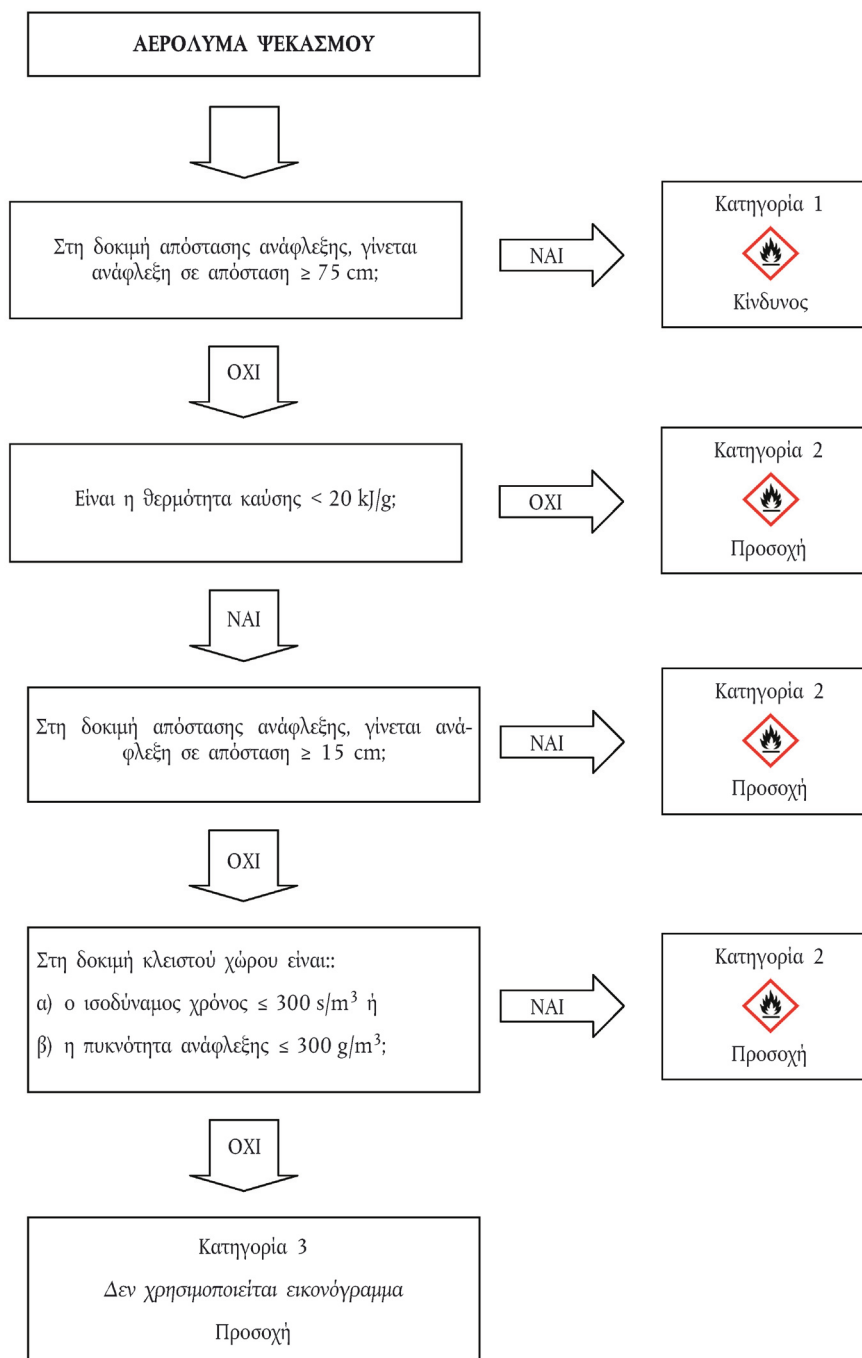 ΑΕΡΟΛΥΜΑ ΨΕΚΑΣΜΟΥ
Στη δοκιμή απόστασης ανάφλεξης, γίνεται
ανάφλεξη σε απόσταση ≥ 75 cm;
ΝΑΙ
Κατηγορία 1
Κίνδυνος
ΟΧΙ
Είναι η θερμότητα καύσης < 20 kJ/g;
ΟΧΙ
Κατηγορία 2
Προσοχή
ΝΑΙ
Στη δοκιμή απόστασης ανάφλεξης, γίνεται ανά-
φλεξη σε απόσταση ≥ 15 cm;
ΝΑΙ
Κατηγορία 2
Προσοχή
ΟΧΙ
Στη δοκιμή κλειστού χώρου είναι::
α) ο ισοδύναμος χρόνος ≤ 300 s/m³ ή
β) η πυκνότητα ανάφλεξης ≤ 300 g/m³;
ΝΑΙ
Κατηγορία 2
Προσοχή
ΟΧΙ
Κατηγορία 3
Δεν χρησιμοποιείται εικονόγραμμα
Προσοχή